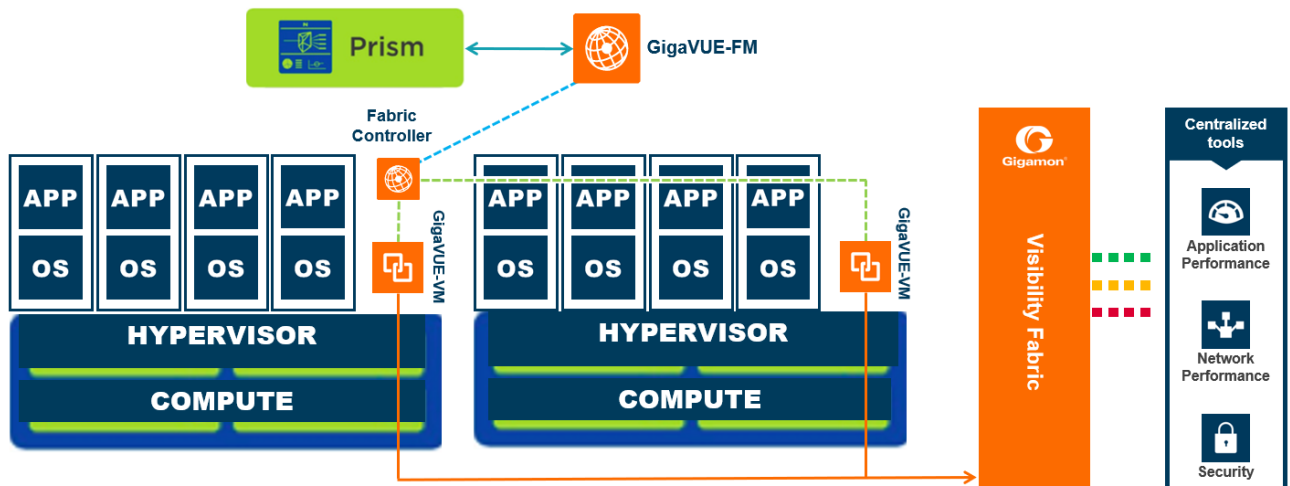 Prism
GigaVUE-FM
Fabric
Controller
APP
APP
APP
APP
OS
OS
OS
OS
GigaVUE-VM
HYPERVISOR
COMPUTE
APP
APP
APP
APP
OS
OS
OS
OS
GigaVUE-VM
HYPERVISOR
COMPUTE
Gigamon®
Visibility Fabric
Centralized
tools
Application
Performance
Network
Performance
Security